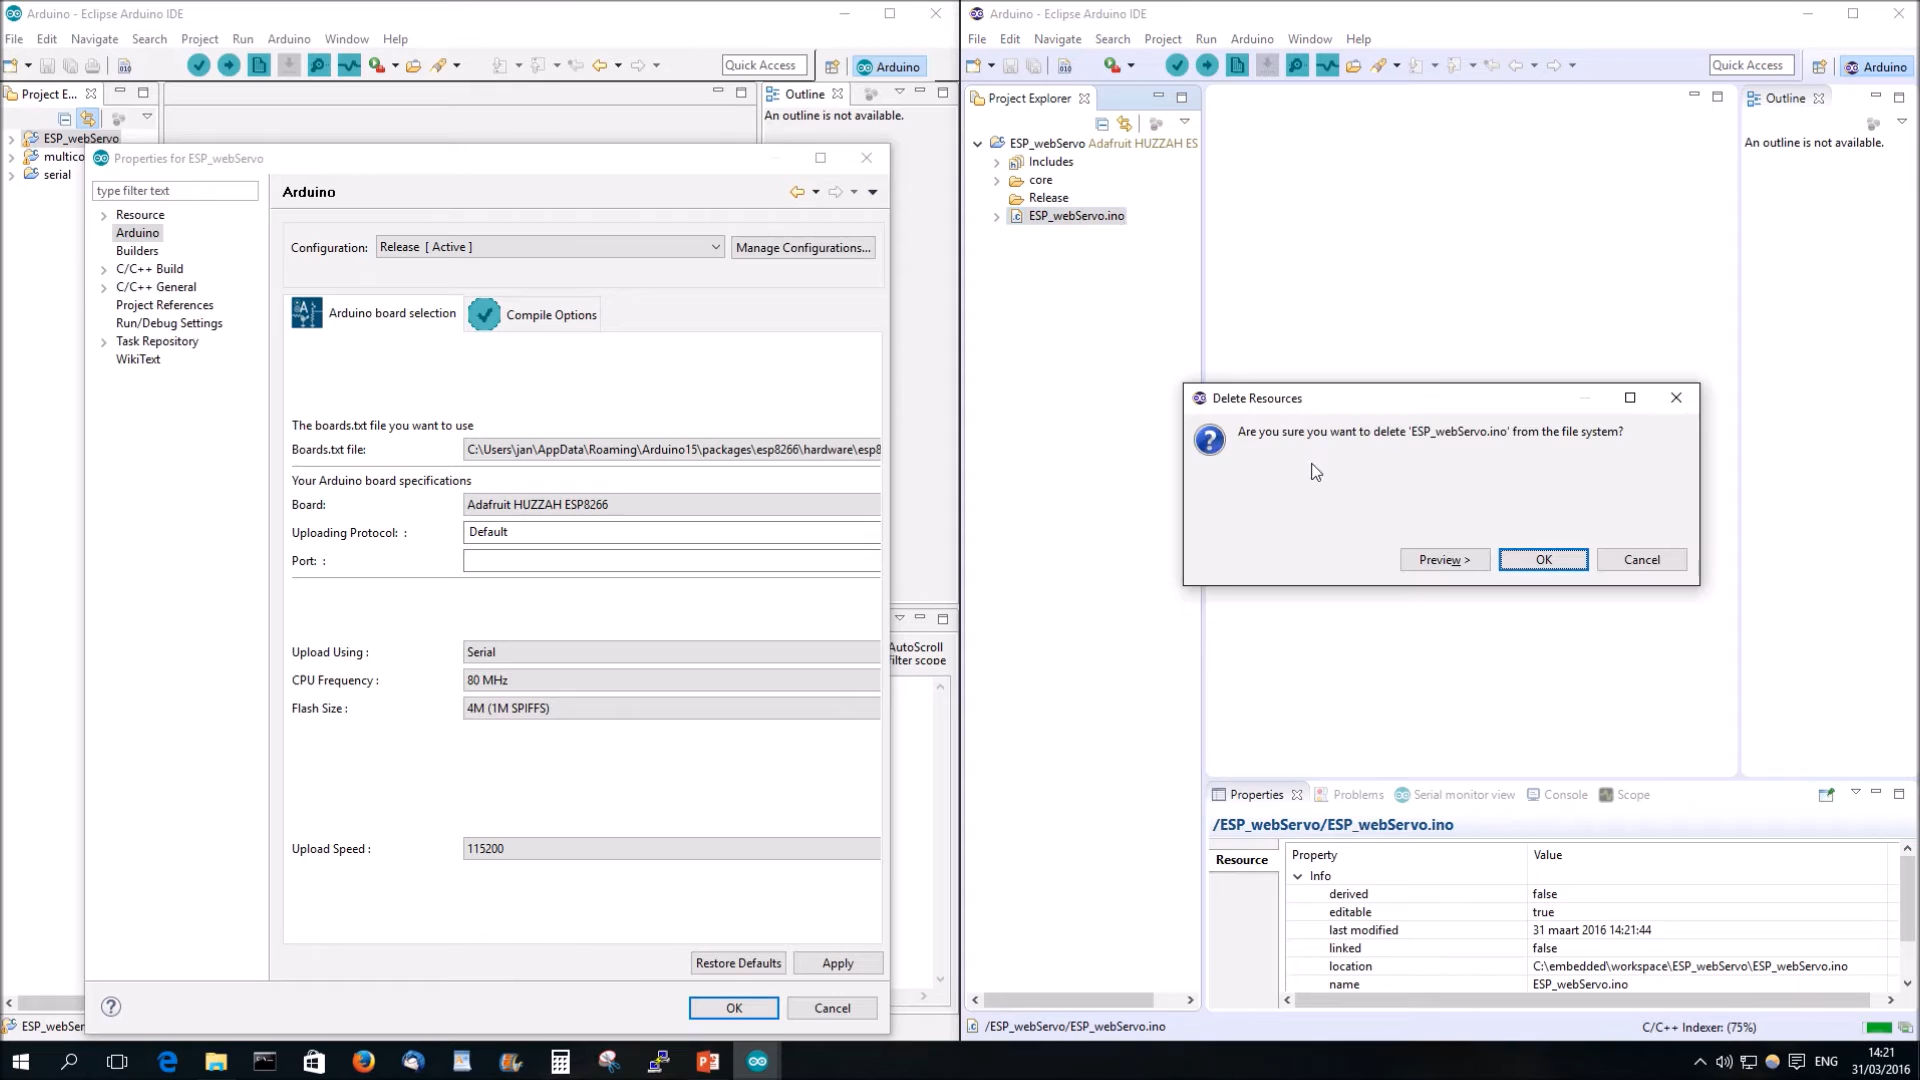 Arduino - Eclipse Arduino IDE
File Edit Navigate Search Project Run Arduino Window Help
Quick Access
Arduino
Project E...
Outline
An outline is not available.
ESP_webServo
multico
serial
Properties for ESP_webServo
type filter text
Resource
Arduino
Builders
C/C++ Build
C/C++ General
Project References
Run/Debug Settings
Task Repository
WikiText
Arduino
Configuration: Release [ Active ] Manage Configurations...
Arduino board selection
Compile Options
The boards.txt file you want to use
Boards.txt file: C:\Users\jan\AppData\Roaming\Arduino15\packages\esp8266\hardware\esp8
Your Arduino board specifications
Board: Adafruit HUZZAH ESP8266
Uploading Protocol: : Default
Port: :
Upload Using : Serial
CPU Frequency : 80 MHz
Flash Size : 4M (1M SPIFFS)
Upload Speed : 115200
Restore Defaults Apply
OK Cancel
AutoScroll
filter scope
ESP_webSer
Arduino - Eclipse Arduino IDE
File Edit Navigate Search Project Run Arduino Window Help
Quick Access
Arduino
Project Explorer
Outline
An outline is not available.
ESP_webServo Adafruit HUZZAH ES
Includes
core
Release
ESP_webServo.ino
Delete Resources
Are you sure you want to delete 'ESP_webServo.ino' from the file system?
Preview > OK Cancel
Properties Problems Serial monitor view Console Scope
/ESP_webServo/ESP_webServo.ino
Resource
Property Value
Info
derived false
editable true
last modified 31 maart 2016 14:21:44
linked false
location C:\embedded\workspace\ESP_webServo\ESP_webServo.ino
name ESP_webServo.ino
/ESP_webServo/ESP_webServo.ino
C/C++ Indexer: (75%)
ENG
14:21
31/03/2016